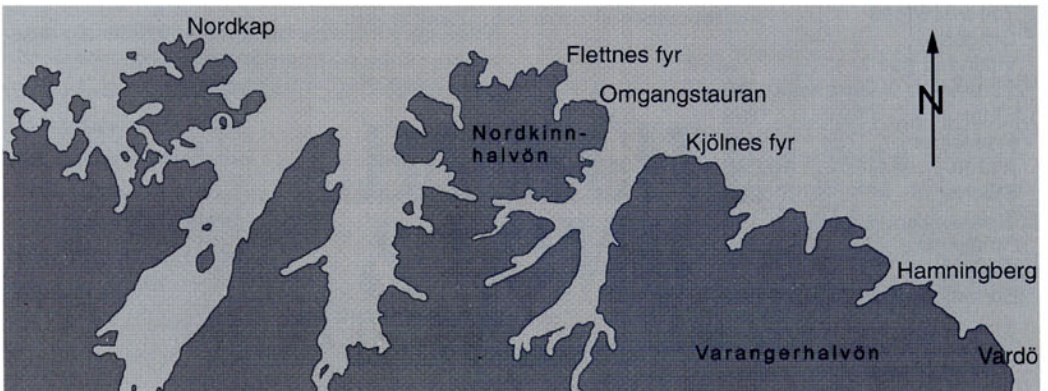 Nordkap
Flettnes fyr
Omgangstauran
N
Nordkinn-
halvön
Kjölnes fyr
Hamningberg
Varangerhalvön
Vardö